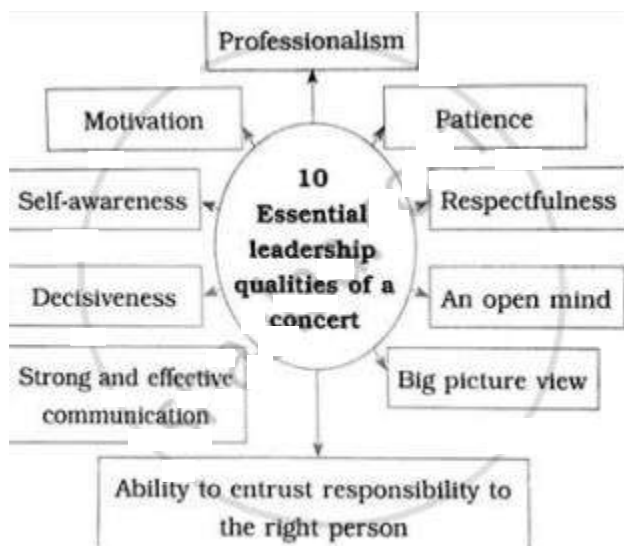 Professionalism
Motivation
Patience
10
Essential
leadership
qualities of a
concert
Self-awareness
Respectfulness
Decisiveness
An open mind
Strong and effective
communication
Big picture view
Ability to entrust responsibility to
the right person